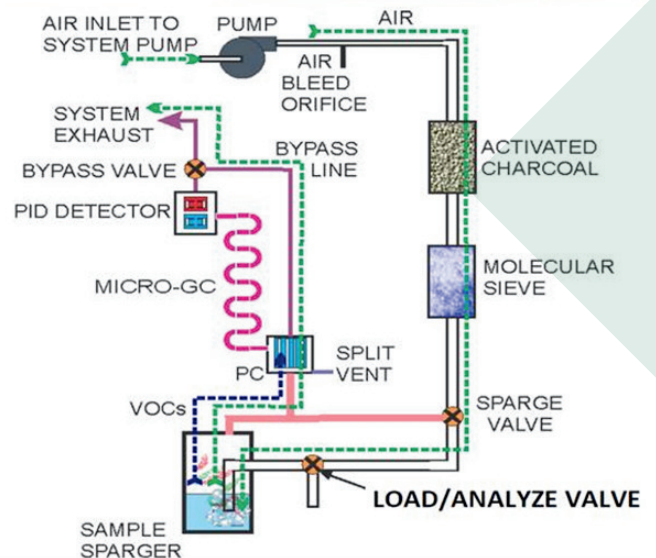 AIR INLET TO
SYSTEM PUMP
PUMP
AIR
AIR
BLEED
ORIFICE
SYSTEM
EXHAUST
BYPASS
LINE
BYPASS VALVE
ACTIVATED
CHARCOAL
PID DETECTOR
MICRO-GC
MOLECULAR
SIEVE
PC
SPLIT
VENT
VOCs
SPARGE
VALVE
LOAD/ANALYZE VALVE
SAMPLE
SPARGER